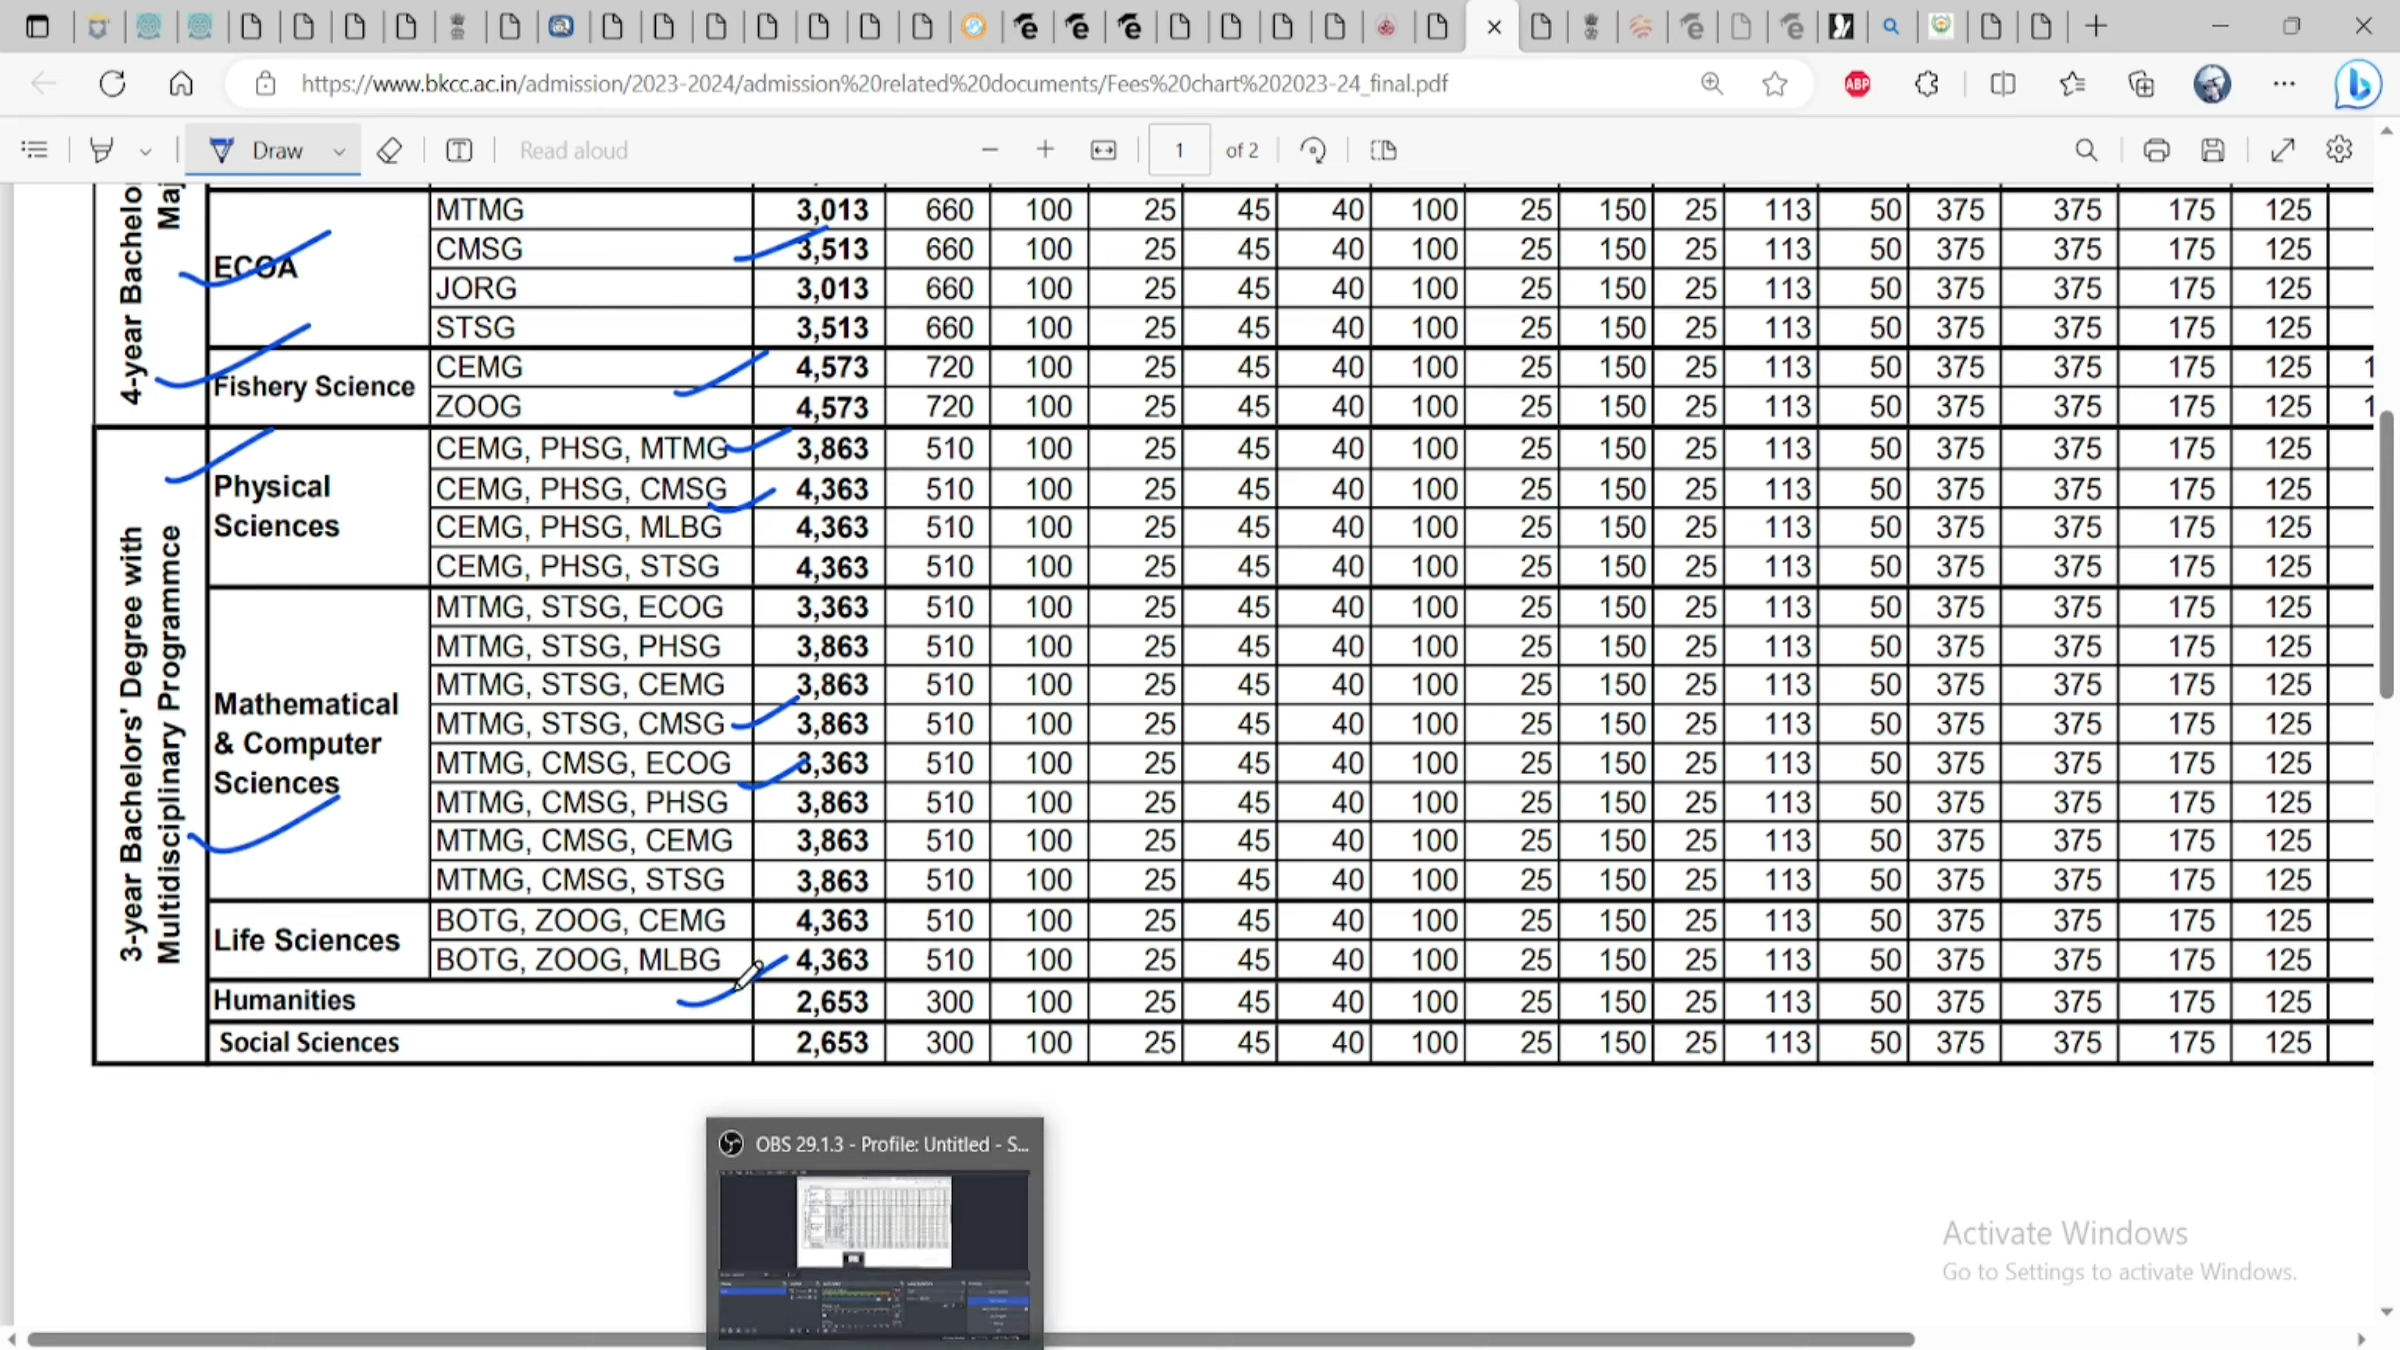 https://www.bkcc.ac.in/admission/2023-2024/admission%20related%20documents/Fees%20chart%202023-24_final.pdf
ABP
Draw
Read aloud
1
of 2
4-year Bachelo
Maj
ECOA
MTMG 3,013 660 100 25 45 40 100 25 150 25 113 50 375 375 175 125
CMSG 3,513 660 100 25 45 40 100 25 150 25 113 50 375 375 175 125
JORG 3,013 660 100 25 45 40 100 25 150 25 113 50 375 375 175 125
STSG 3,513 660 100 25 45 40 100 25 150 25 113 50 375 375 175 125
Fishery Science
CEMG 4,573 720 100 25 45 40 100 25 150 25 113 50 375 375 175 125 1
ZOOG 4,573 720 100 25 45 40 100 25 150 25 113 50 375 375 175 125 1
3-year Bachelors' Degree with
Multidisciplinary Programmce
Physical
Sciences
CEMG, PHSG, MTMG 3,863 510 100 25 45 40 100 25 150 25 113 50 375 375 175 125
CEMG, PHSG, CMSG 4,363 510 100 25 45 40 100 25 150 25 113 50 375 375 175 125
CEMG, PHSG, MLBG 4,363 510 100 25 45 40 100 25 150 25 113 50 375 375 175 125
CEMG, PHSG, STSG 4,363 510 100 25 45 40 100 25 150 25 113 50 375 375 175 125
Mathematical
& Computer
Sciences
MTMG, STSG, ECOG 3,363 510 100 25 45 40 100 25 150 25 113 50 375 375 175 125
MTMG, STSG, PHSG 3,863 510 100 25 45 40 100 25 150 25 113 50 375 375 175 125
MTMG, STSG, CEMG 3,863 510 100 25 45 40 100 25 150 25 113 50 375 375 175 125
MTMG, STSG, CMSG 3,863 510 100 25 45 40 100 25 150 25 113 50 375 375 175 125
MTMG, CMSG, ECOG 3,363 510 100 25 45 40 100 25 150 25 113 50 375 375 175 125
MTMG, CMSG, PHSG 3,863 510 100 25 45 40 100 25 150 25 113 50 375 375 175 125
MTMG, CMSG, CEMG 3,863 510 100 25 45 40 100 25 150 25 113 50 375 375 175 125
MTMG, CMSG, STSG 3,863 510 100 25 45 40 100 25 150 25 113 50 375 375 175 125
Life Sciences
BOTG, ZOOG, CEMG 4,363 510 100 25 45 40 100 25 150 25 113 50 375 375 175 125
BOTG, ZOOG, MLBG 4,363 510 100 25 45 40 100 25 150 25 113 50 375 375 175 125
Humanities 2,653 300 100 25 45 40 100 25 150 25 113 50 375 375 175 125
Social Sciences 2,653 300 100 25 45 40 100 25 150 25 113 50 375 375 175 125
OBS 29.1.3 - Profile: Untitled - S...
Activate Windows
Go to Settings to activate Windows.